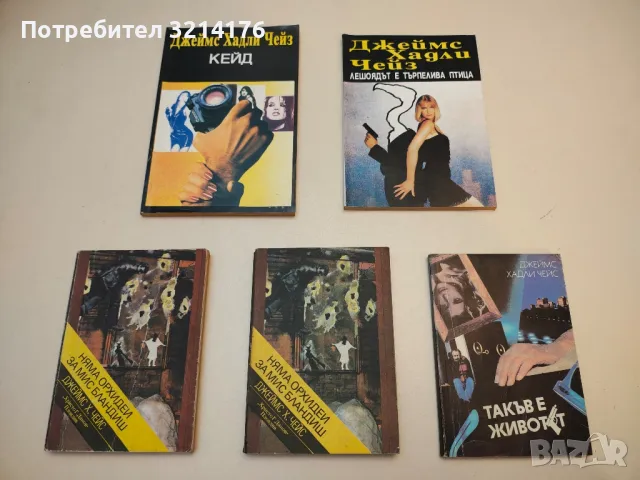 Потребител 3214176
Джеймс Хадли Чейз
КЕЙД
Джеймс
Хадли
Чейз
ЛЕШОЯДЪТ Е ТЪРПЕЛИВА ПТИЦА
НЯМА ОРХИДЕИ
ЗА МИС БЛАНДИШ
ДЖЕЙМС Х. ЧЕЙС
НЯМА ОРХИДЕИ
ЗА МИС БЛАНДИШ
ДЖЕЙМС Х. ЧЕЙС
ДЖЕЙМС
ХАДЛИ ЧЕЙС
ТАКЪВ Е
ЖИВОТЪТ
bazar